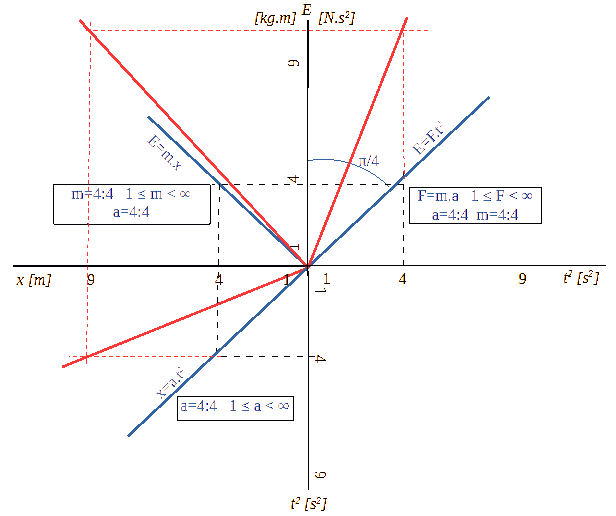 E
[kg.m] [N.s²]
9
E=m.x
E=F.t²
π/4
4
m=4:4 1 ≤ m < ∞
a=4:4
F=m.a 1 ≤ F < ∞
a=4:4 m=4:4
1
x [m] 9 4 1 1 4 9 t² [s²]
1
4
x=a.t²
a=4:4 1 ≤ a < ∞
9
t² [s²]